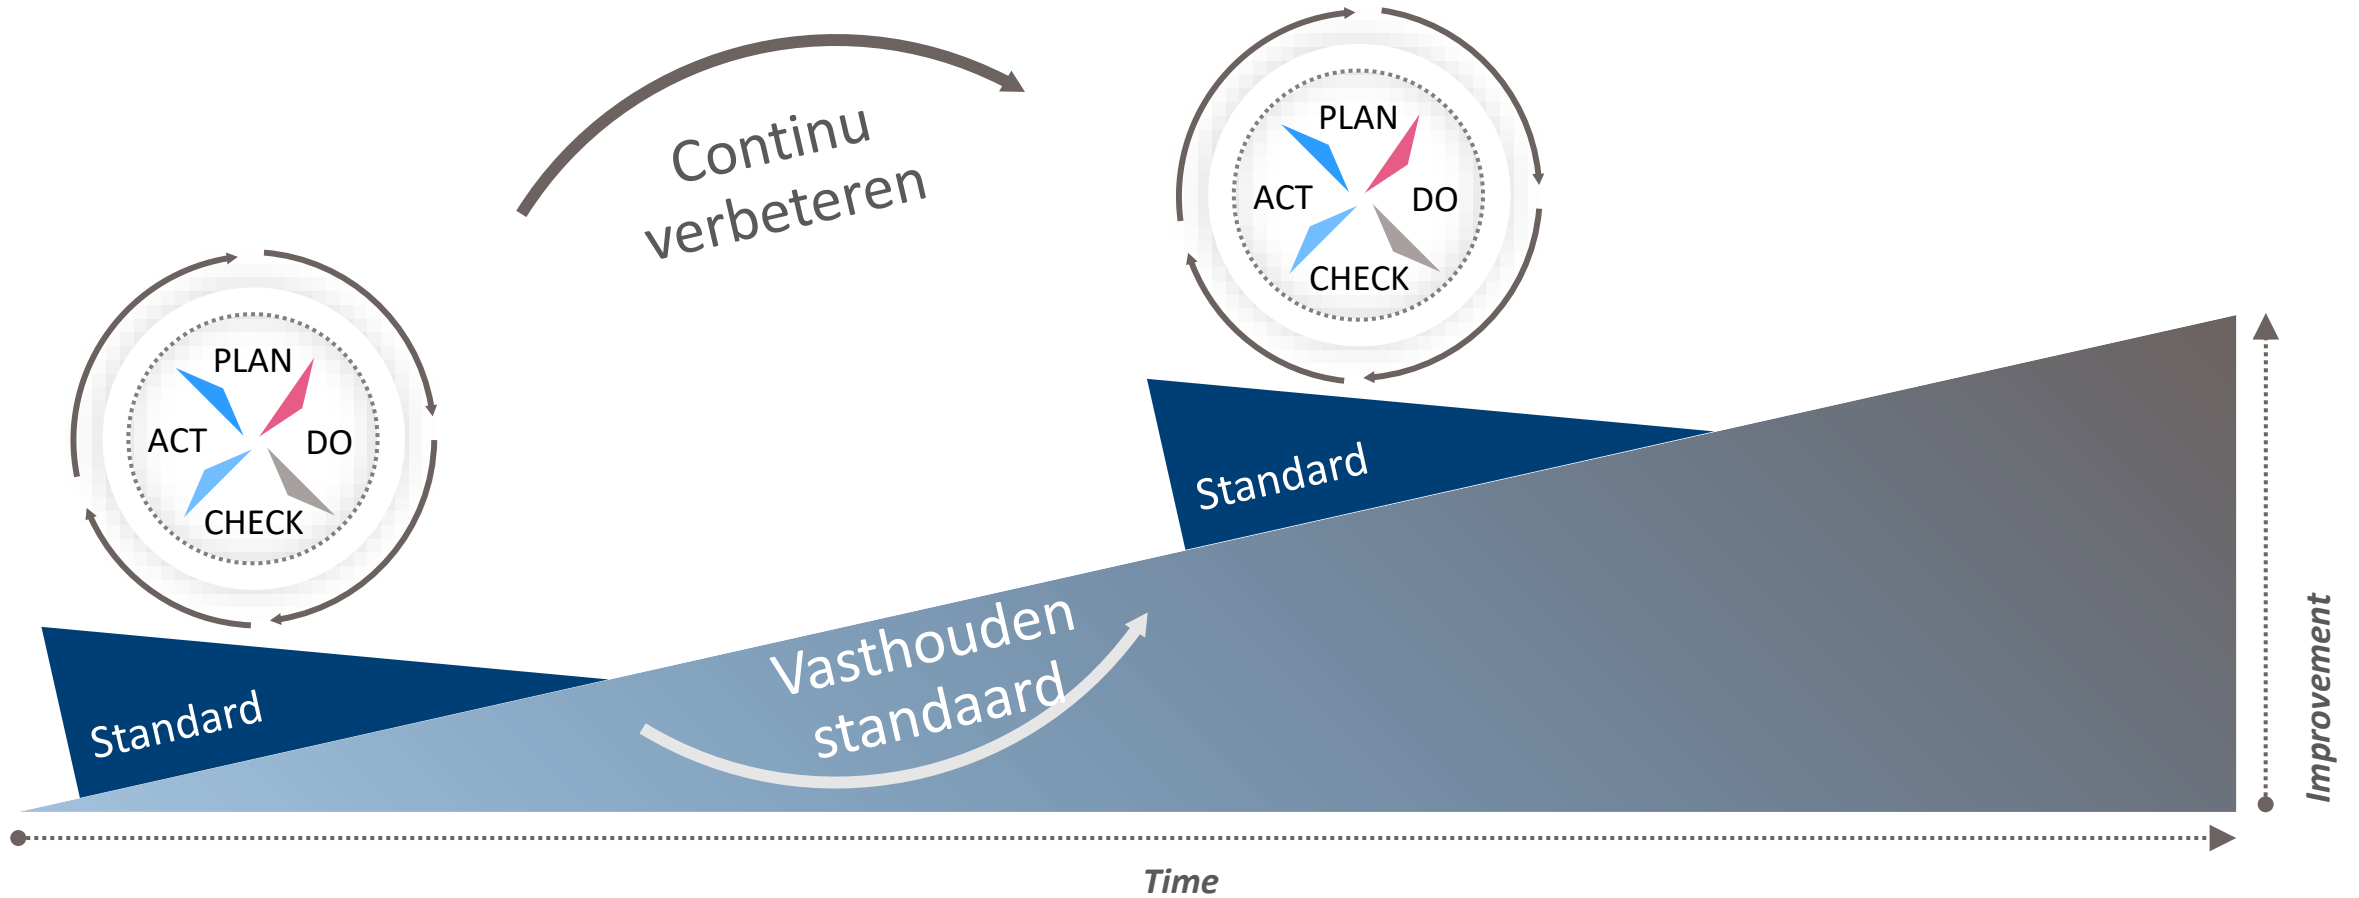 Continu
verbeteren
PLAN
ACT
DO
CHECK
PLAN
ACT
DO
CHECK
Standard
Standard
Vasthouden
standaard
Improvement
Time